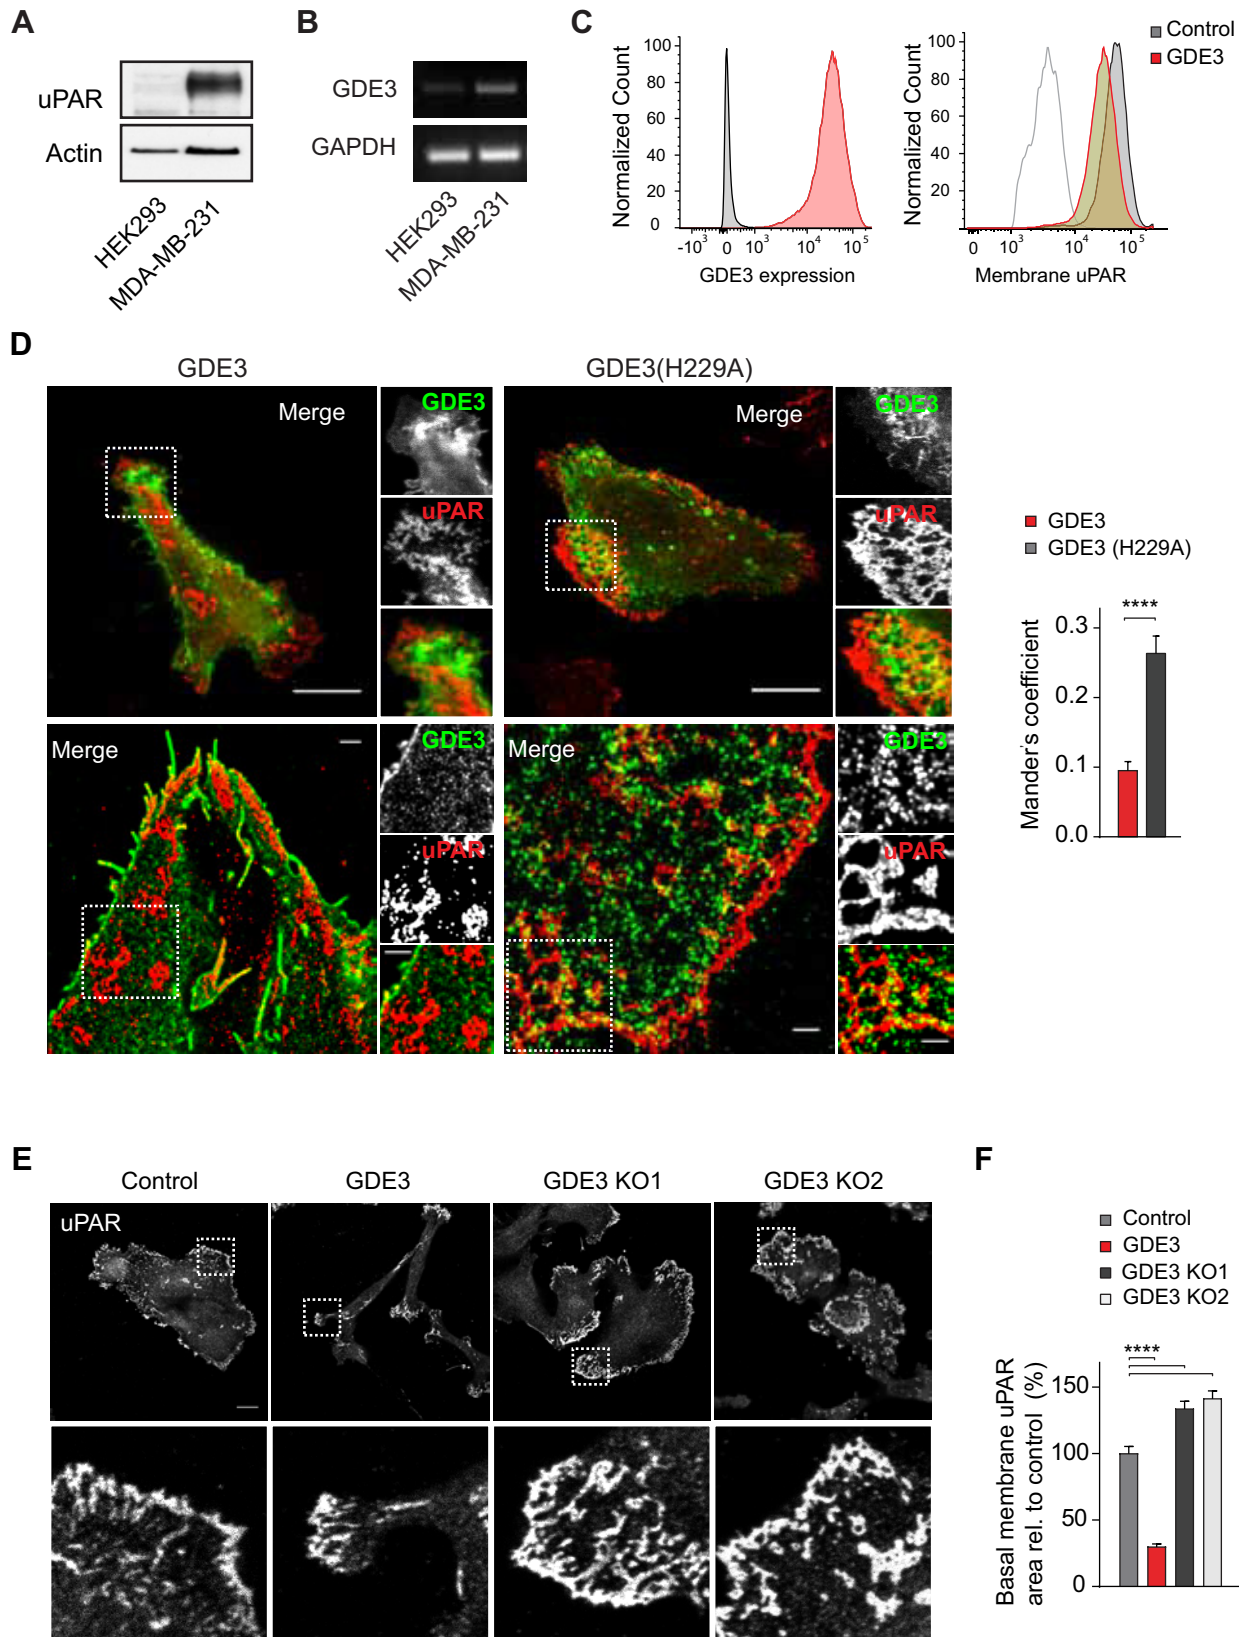 A
uPAR
Actin
HEK293
MDA-MB-231
B
GDE3
GAPDH
HEK293
MDA-MB-231
C
Normalized Count
100
80
60
40
20
0
-10³ 0 10³ 10⁴ 10⁵
GDE3 expression
Normalized Count
100
80
60
40
20
0 10³ 10⁴ 10⁵
Membrane uPAR
Control
GDE3
D
GDE3
Merge
GDE3
uPAR
GDE3(H229A)
Merge
GDE3
uPAR
Merge
GDE3
uPAR
Merge
GDE3
uPAR
GDE3
GDE3 (H229A)
****
Mander's coefficient
0.3
0.2
0.1
0.0
E
Control
GDE3
GDE3 KO1
GDE3 KO2
uPAR
F
Control
GDE3
GDE3 KO1
GDE3 KO2
****
Basal membrane uPAR
area rel. to control (%)
150
100
50
0